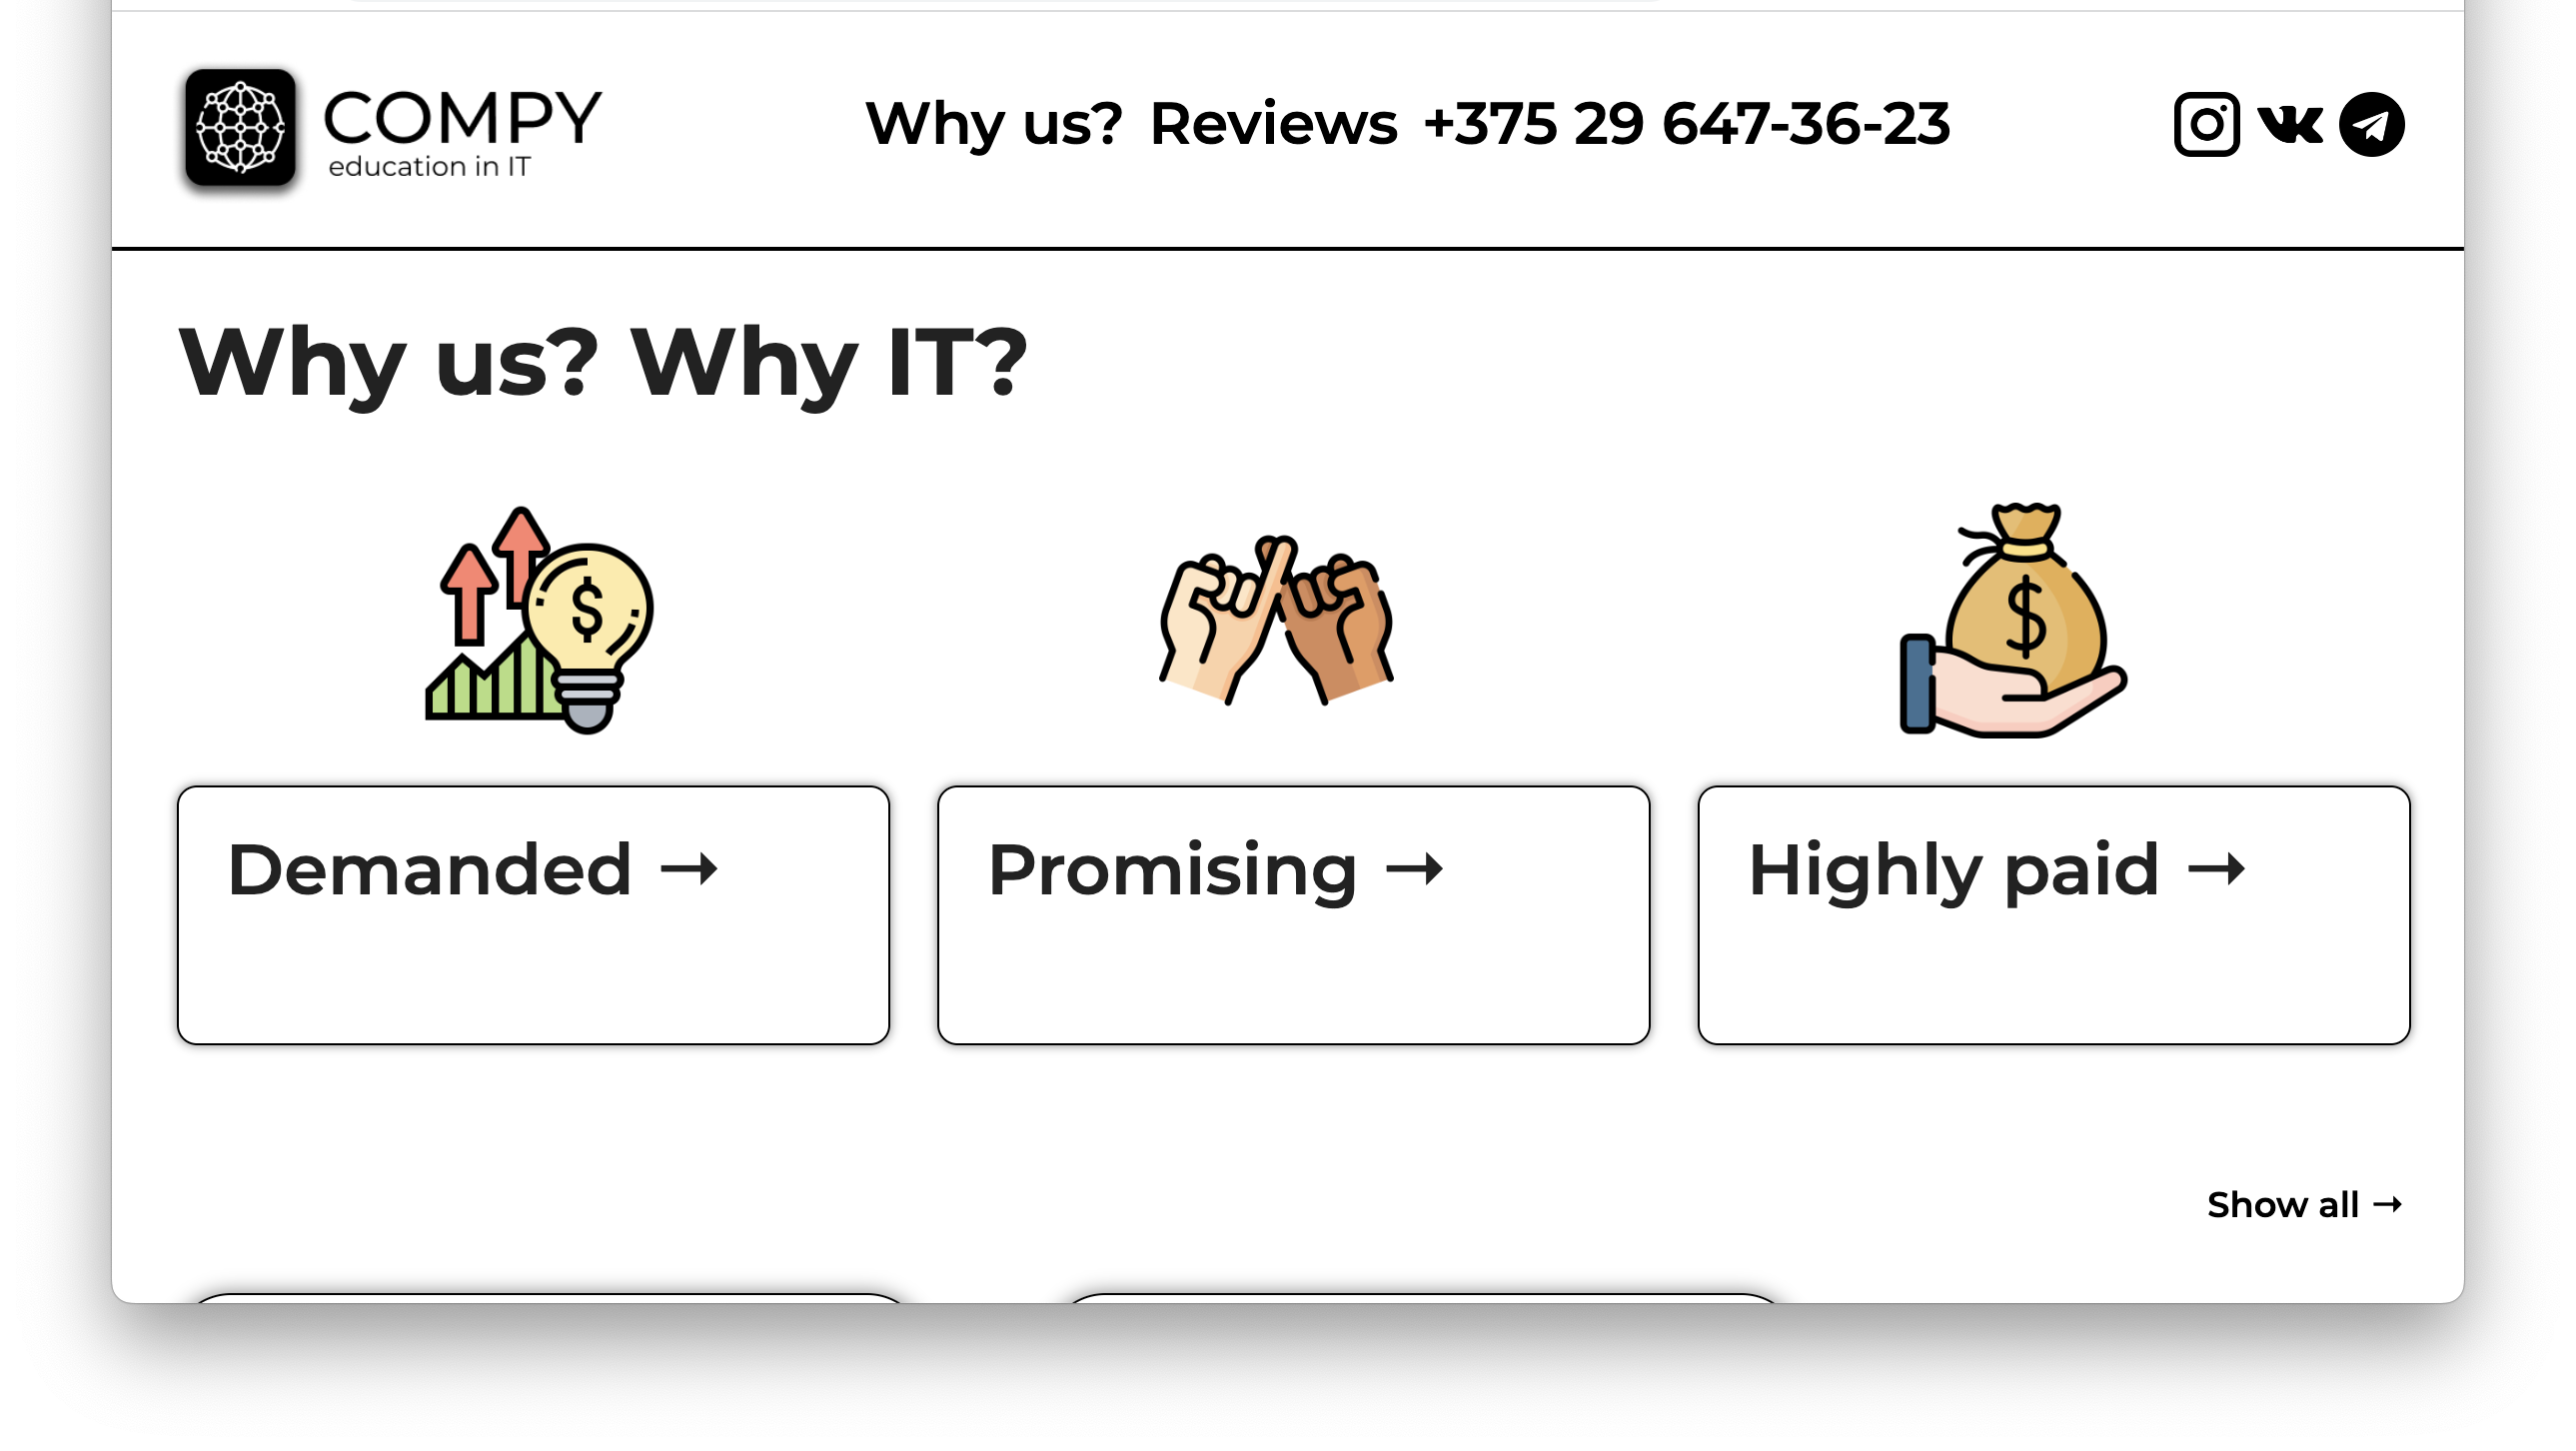 COMPY
education in IT
Why us? Reviews +375 29 647-36-23
Why us? Why IT?
$
$
Demanded →
Promising →
Highly paid →
Show all →